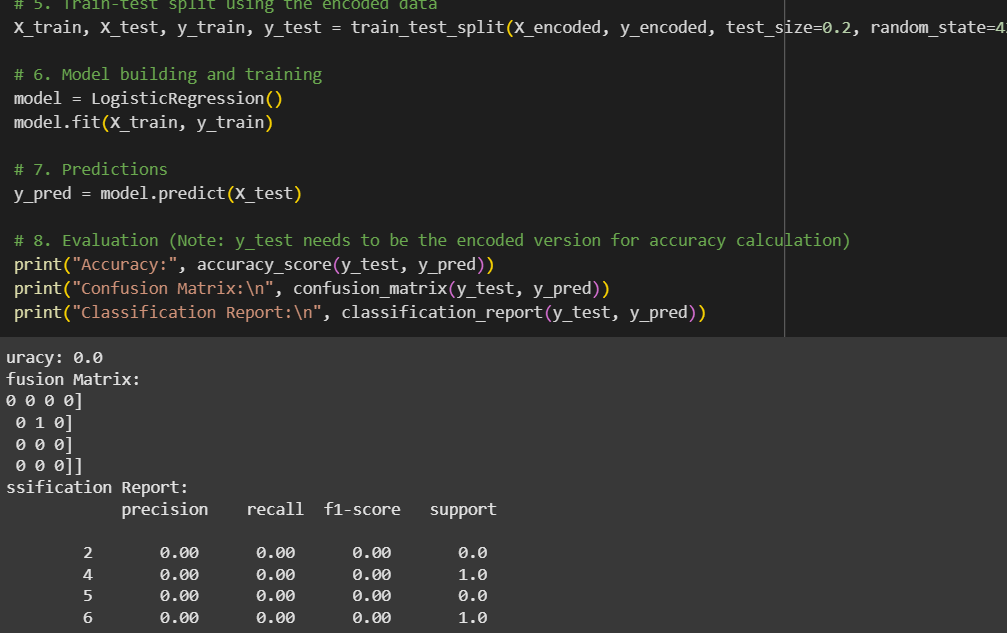 # 5. Train-test split using the encoded data
X_train, X_test, y_train, y_test = train_test_split(X_encoded, y_encoded, test_size=0.2, random_state=4
# 6. Model building and training
model = LogisticRegression()
model.fit(X_train, y_train)
# 7. Predictions
y_pred = model.predict(X_test)
# 8. Evaluation (Note: y_test needs to be the encoded version for accuracy calculation)
print("Accuracy:", accuracy_score(y_test, y_pred))
print("Confusion Matrix:\n", confusion_matrix(y_test, y_pred))
print("Classification Report:\n", classification_report(y_test, y_pred))
uracy: 0.0
fusion Matrix:
0 0 0 0]
0 1 0]
0 0 0]
0 0 0]]
ssification Report:
precision recall f1-score support
2 0.00 0.00 0.00 0.0
4 0.00 0.00 0.00 1.0
5 0.00 0.00 0.00 0.0
6 0.00 0.00 0.00 1.0